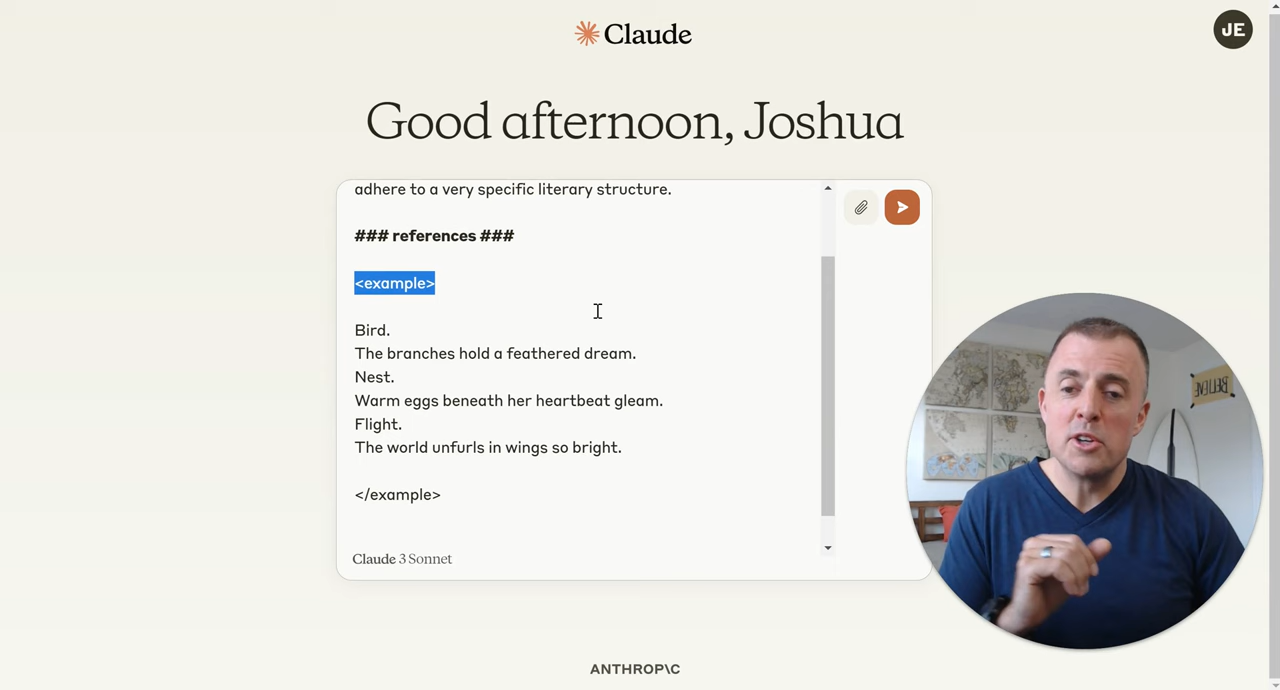 Claude
JE
Good afternoon, Joshua
adhere to a very specific literary structure.
### references ###
<example>
Bird.
The branches hold a feathered dream.
Nest.
Warm eggs beneath her heartbeat gleam.
Flight.
The world unfurls in wings so bright.
</example>
Claude 3 Sonnet
BELIEVE
ANTHROP\C